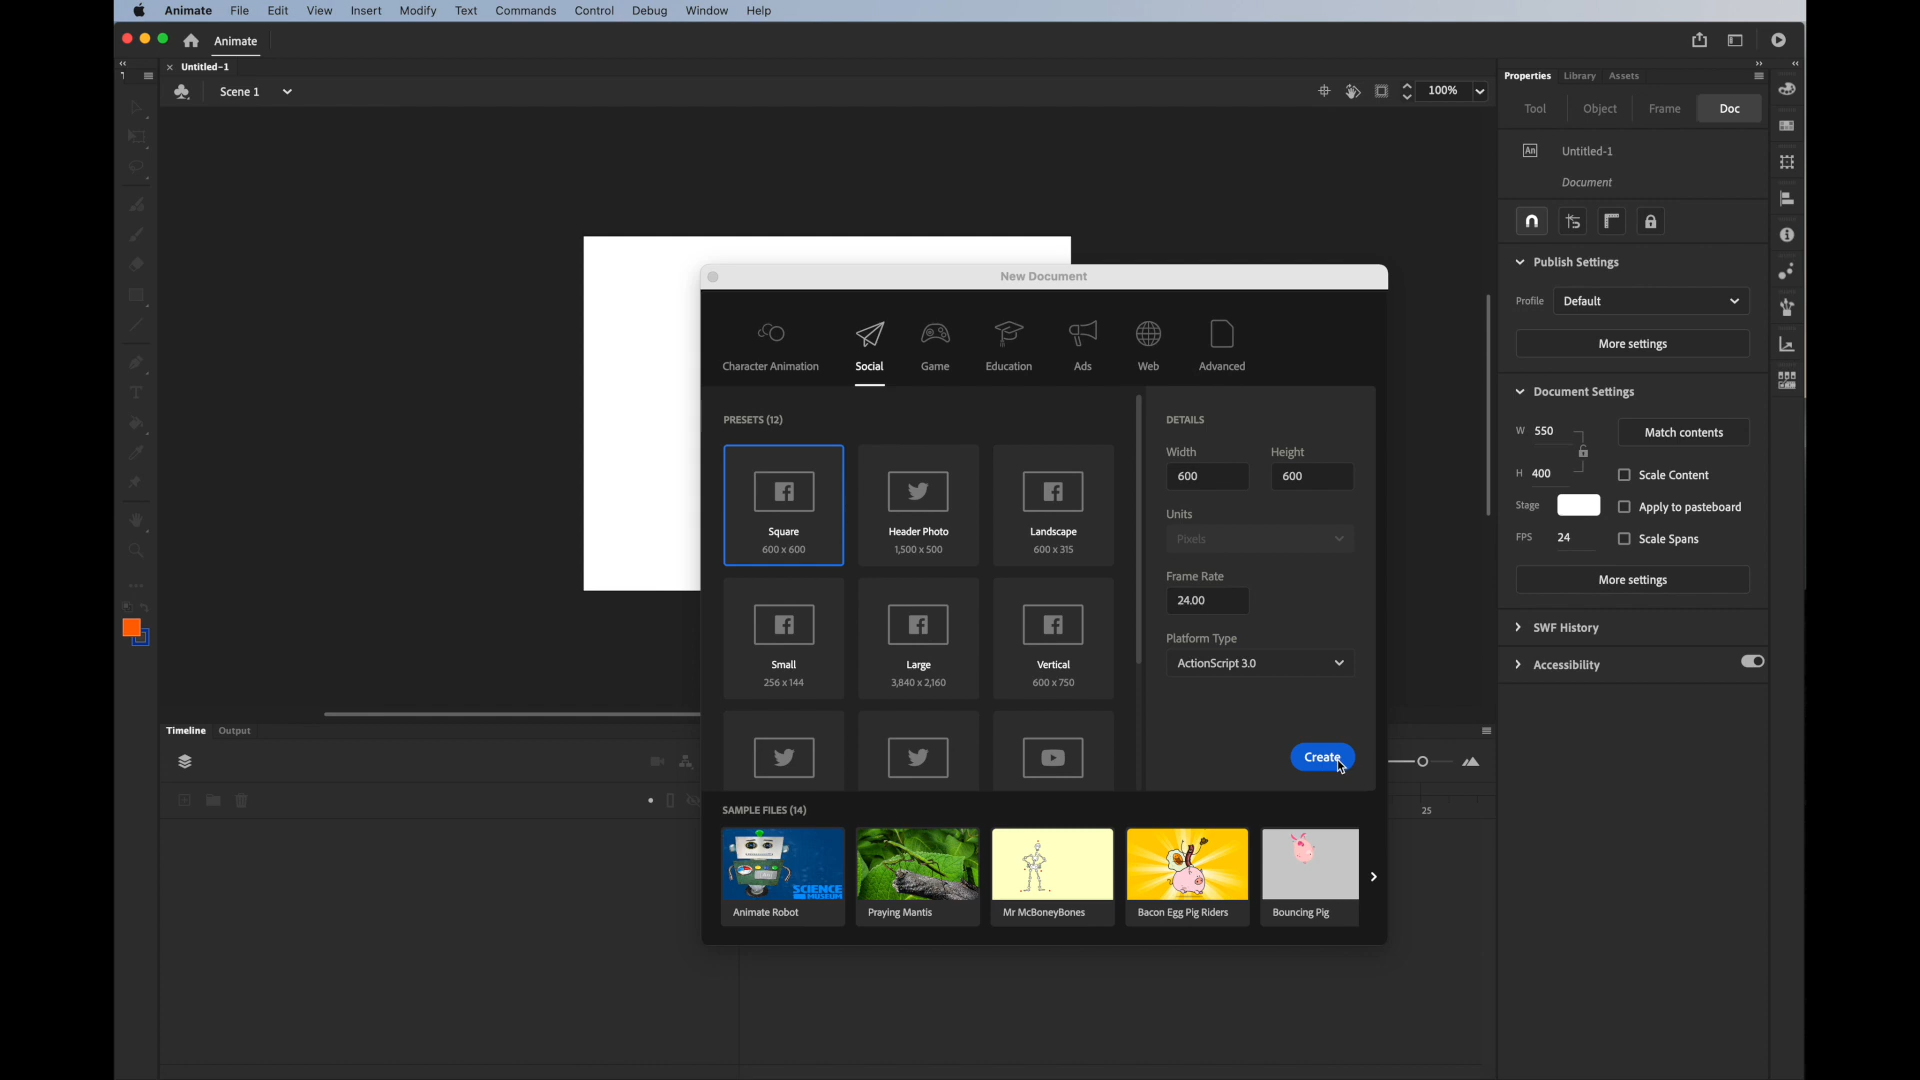 Animate File Edit View Insert Modify Text Commands Control Debug Window Help
Animate
× Untitled-1
Scene 1
100%
Properties Library Assets
Tool Object Frame Doc
An Untitled-1
Document
Publish Settings
Profile Default
More settings
Document Settings
W 550 Match contents
H 400 Scale Content
Stage Apply to pasteboard
FPS 24 Scale Spans
More settings
SWF History
Accessibility
New Document
Character Animation Social Game Education Ads Web Advanced
PRESETS (12)
Square
600 x 600
Header Photo
1,500 x 500
Landscape
600 x 315
Small
256 x 144
Large
3,840 x 2,160
Vertical
600 x 750
DETAILS
Width Height
600 600
Units
Pixels
Frame Rate
24.00
Platform Type
ActionScript 3.0
Create
SAMPLE FILES (14)
SCIENCE
MUSEUM
Animate Robot
Praying Mantis
Mr McBoneyBones
Bacon Egg Pig Riders
Bouncing Pig
Timeline Output
25